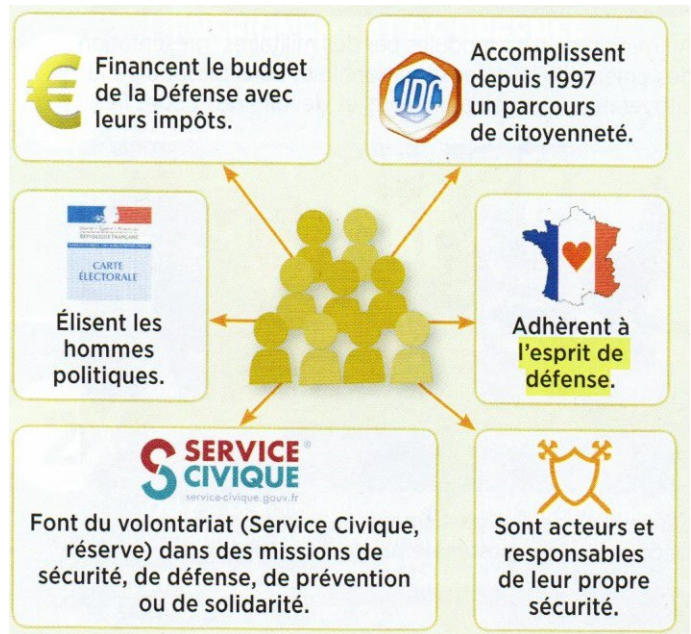 Financent le budget
de la Défense avec
leurs impôts.
JDC
Accomplissent
depuis 1997
un parcours
de citoyenneté.
RÉPUBLIQUE FRANÇAISE
CARTE
ÉLECTORALE
Élisent les
hommes
politiques.
Adhèrent à
l'esprit de
défense.
SERVICE
CIVIQUE
service-civique.gouv.fr
Font du volontariat (Service Civique,
réserve) dans des missions de
sécurité, de défense, de prévention
ou de solidarité.
Sont acteurs et
responsables
de leur propre
sécurité.